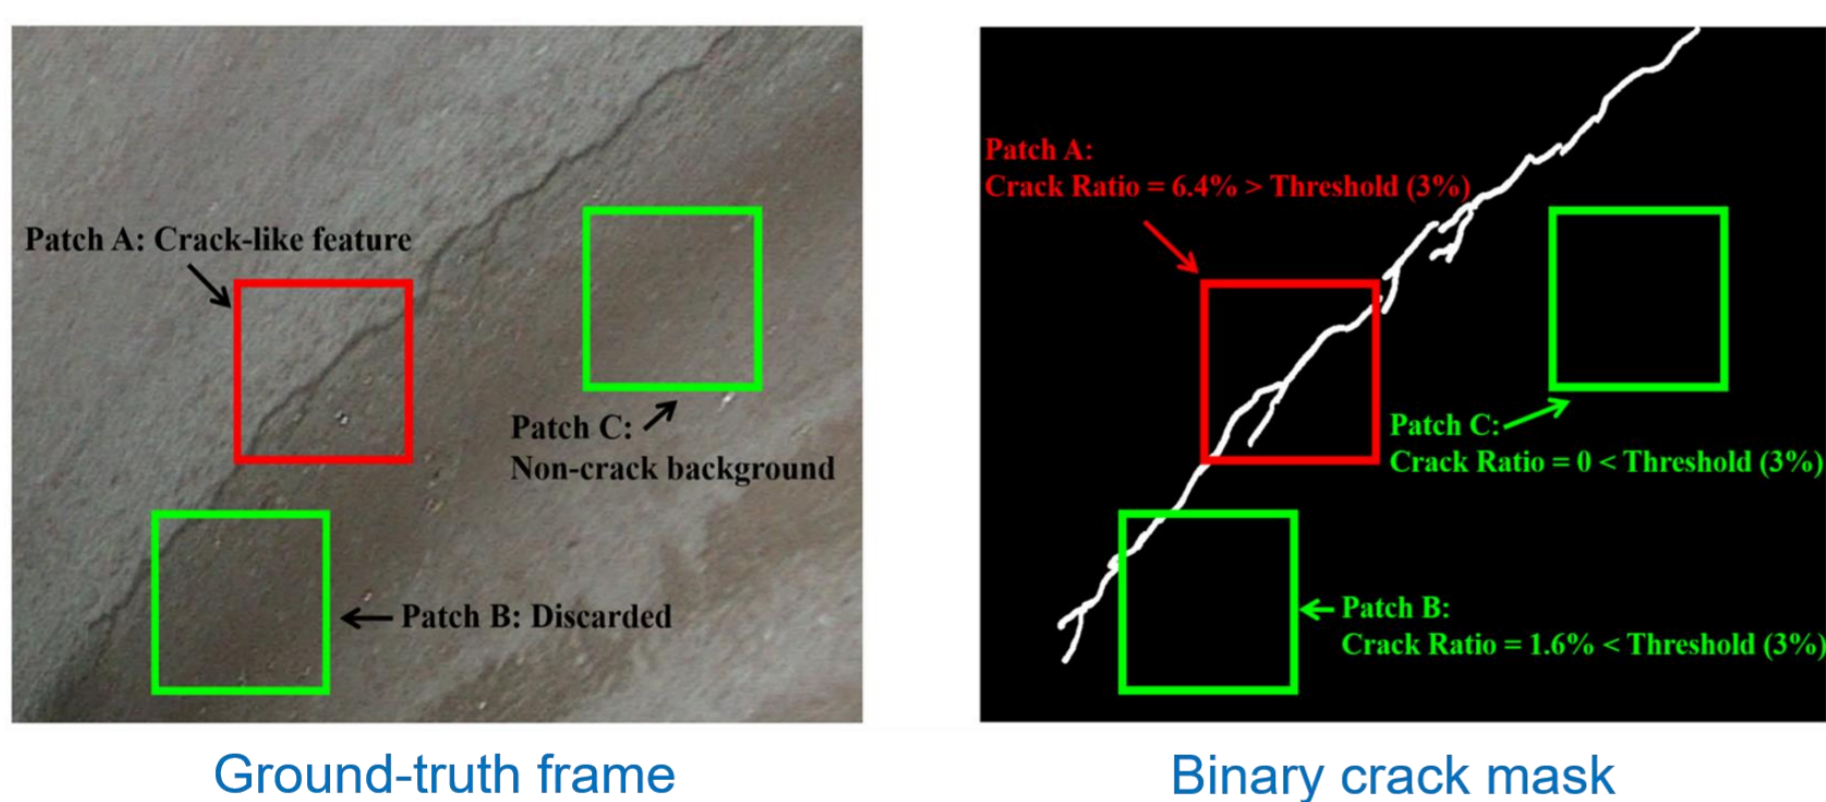 Patch A: Crack-like feature
Patch C:
Non-crack background
Patch B: Discarded
Ground-truth frame
Patch A:
Crack Ratio = 6.4% > Threshold (3%)
Patch C:
Crack Ratio = 0 < Threshold (3%)
Patch B:
Crack Ratio = 1.6% < Threshold (3%)
Binary crack mask